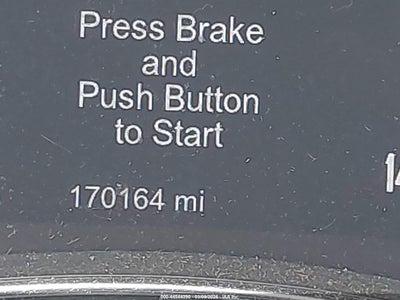 Press Brake
and
Push Button
to Start
170164 mi